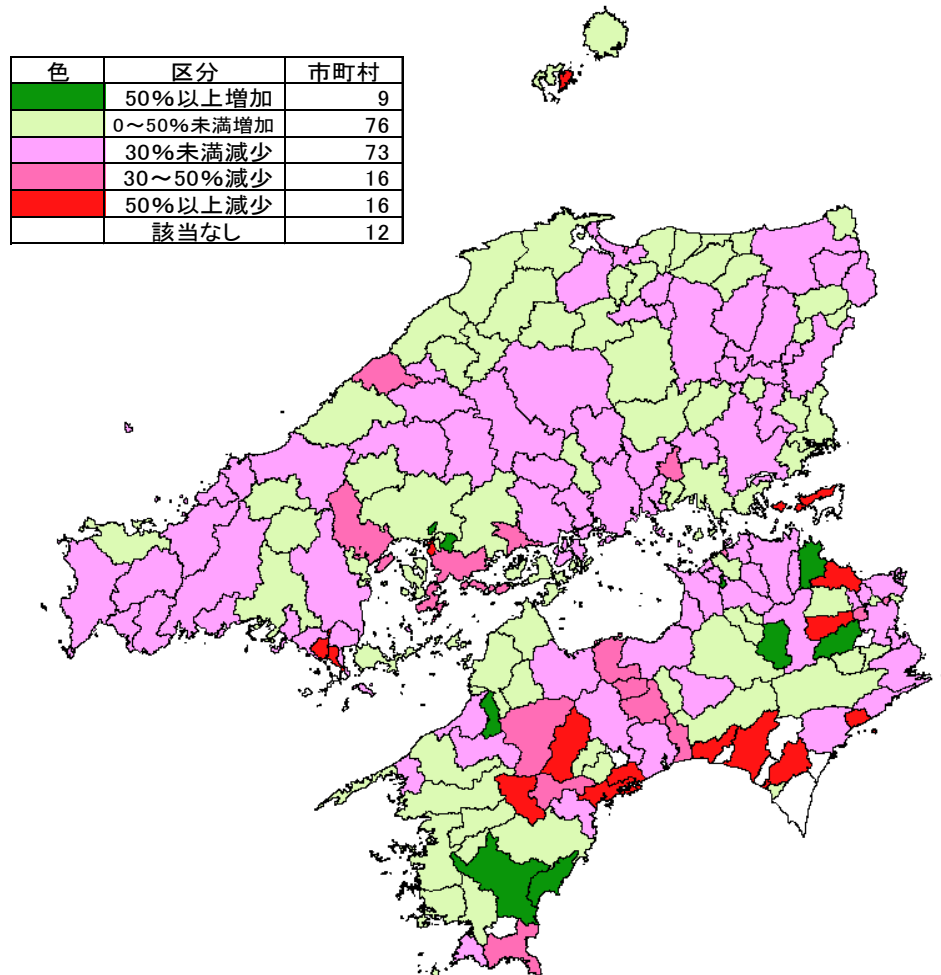 色 区分 市町村
50%以上増加 9
0～50%未満増加 76
30%未満減少 73
30～50%減少 16
50%以上減少 16
該当なし 12